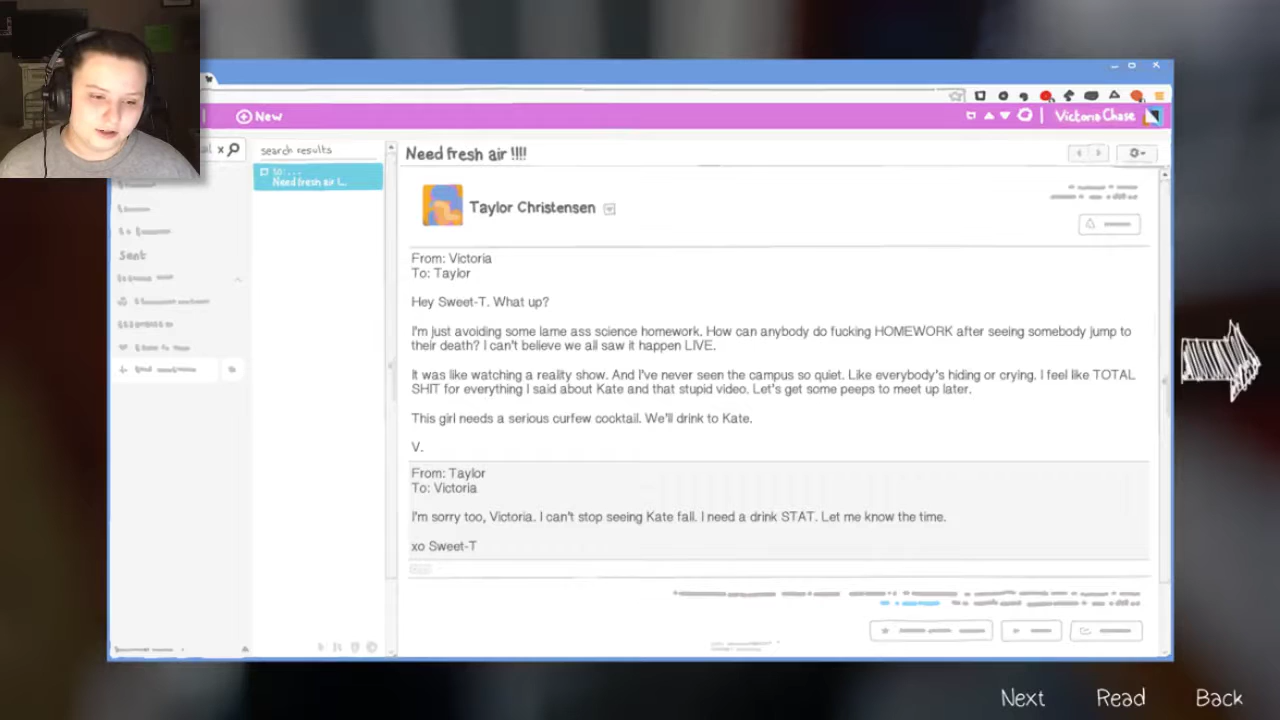 New
Victoria Chase
search results
Need fresh air !!!!
Need fresh air !...
Taylor Christensen
Sent
From: Victoria
To: Taylor
Hey Sweet-T. What up?
I'm just avoiding some lame ass science homework. How can anybody do fucking HOMEWORK after seeing somebody jump to
their death? I can't believe we all saw it happen LIVE.
It was like watching a reality show. And I've never seen the campus so quiet. Like everybody's hiding or crying. I feel like TOTAL
SHIT for everything I said about Kate and that stupid video. Let's get some peeps to meet up later.
This girl needs a serious curfew cocktail. We'll drink to Kate.
V.
From: Taylor
To: Victoria
I'm sorry too, Victoria. I can't stop seeing Kate fall. I need a drink STAT. Let me know the time.
xo Sweet-T
Next Read Back